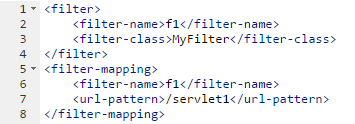 1 <filter>
2 <filter-name>f1</filter-name>
3 <filter-class>MyFilter</filter-class>
4 </filter>
5 <filter-mapping>
6 <filter-name>f1</filter-name>
7 <url-pattern>/servlet1</url-pattern>
8 </filter-mapping>